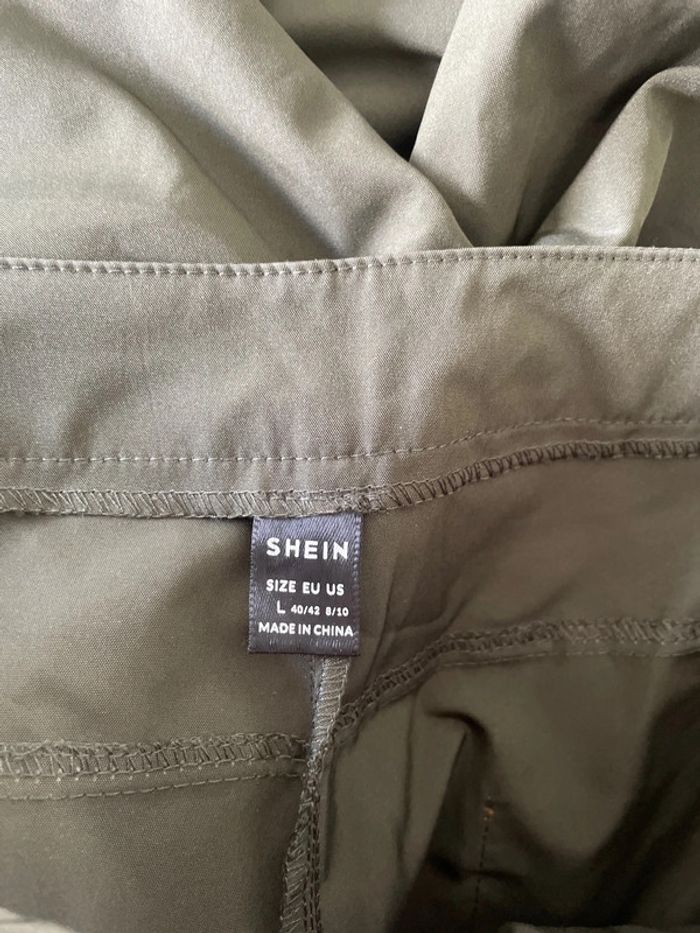 SHEIN
SIZE EU US
L 40/42 8/10
MADE IN CHINA